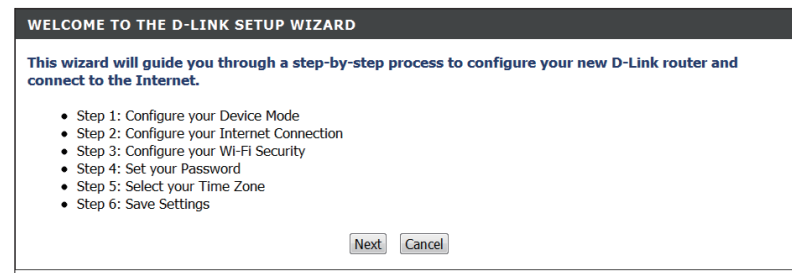 WELCOME TO THE D-LINK SETUP WIZARD
This wizard will guide you through a step-by-step process to configure your new D-Link router and
connect to the Internet.
• Step 1: Configure your Device Mode
• Step 2: Configure your Internet Connection
• Step 3: Configure your Wi-Fi Security
• Step 4: Set your Password
• Step 5: Select your Time Zone
• Step 6: Save Settings
Next Cancel